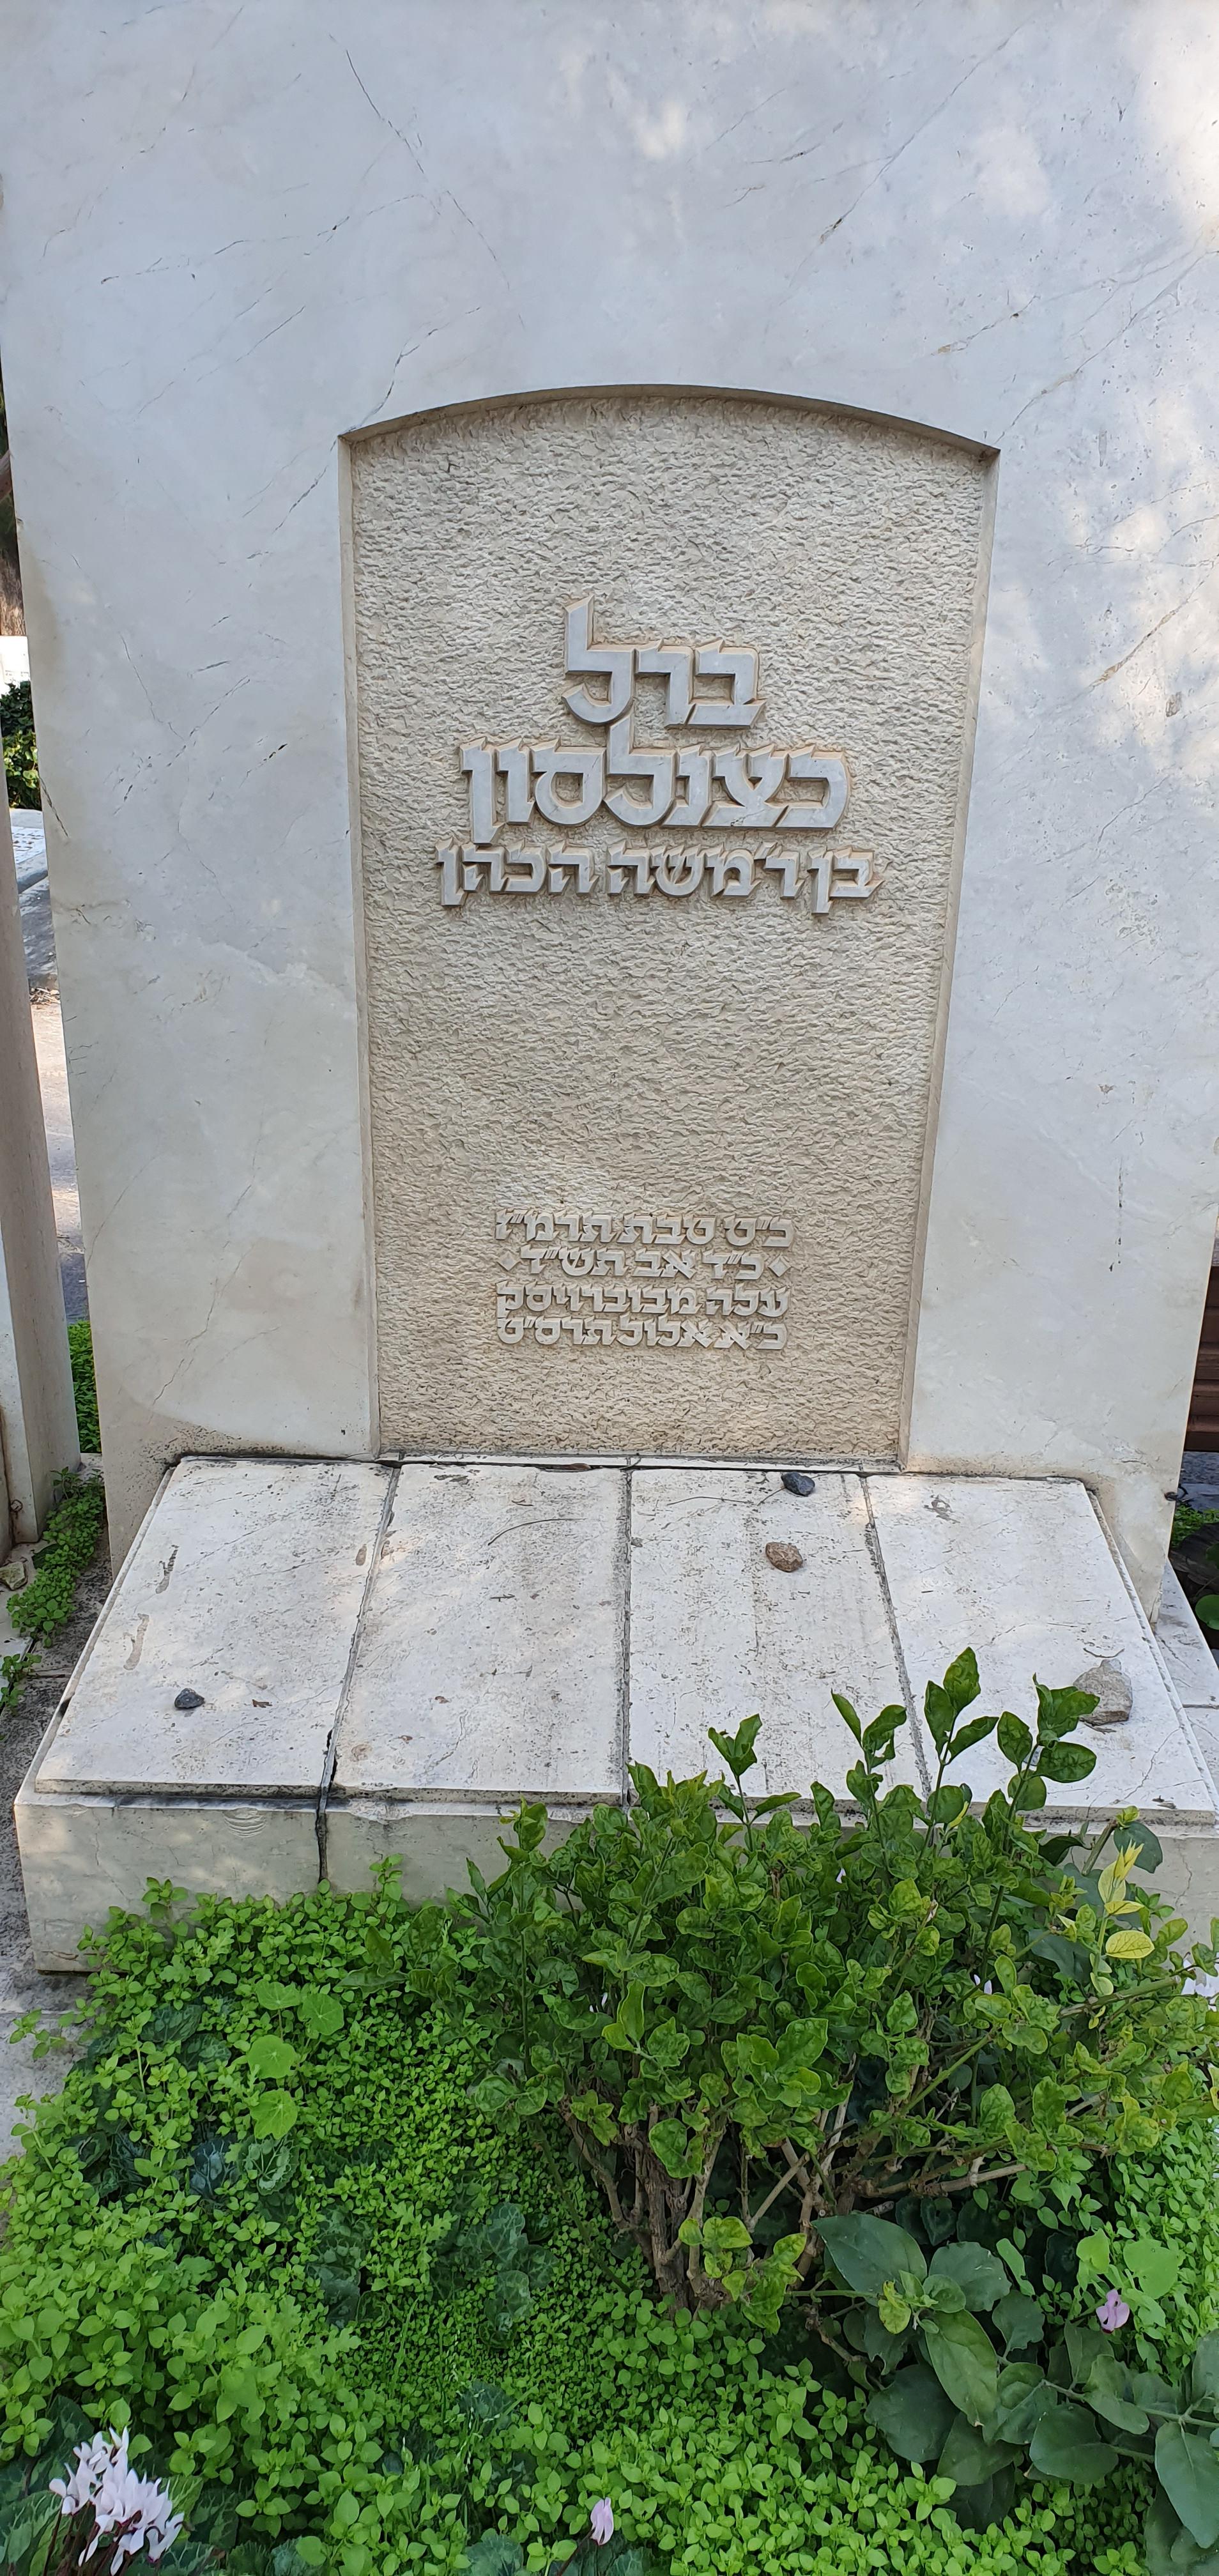 ברל
כצנלסון
בן ר' משה הכהן
כ"ט טבת תרמ"ז
• כ"ד אב תש"ד •
עלה מבוברויסק
כ"א אלול תרס"ט